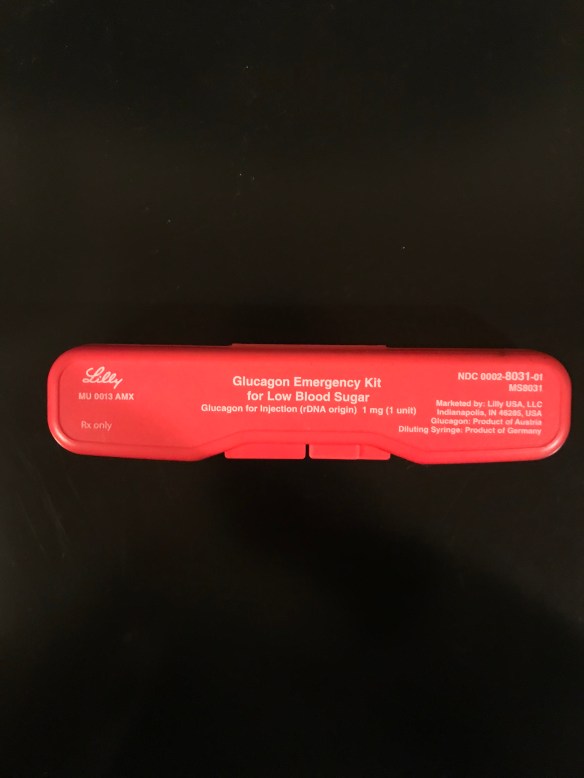 Lilly
MU 0013 AMX
Rx only
Glucagon Emergency Kit
for Low Blood Sugar
Glucagon for Injection (rDNA origin) 1 mg (1 unit)
NDC 0002-8031-01
MS8031
Marketed by: Lilly USA, LLC
Indianapolis, IN 46285, USA
Glucagon: Product of Austria
Diluting Syringe: Product of Germany